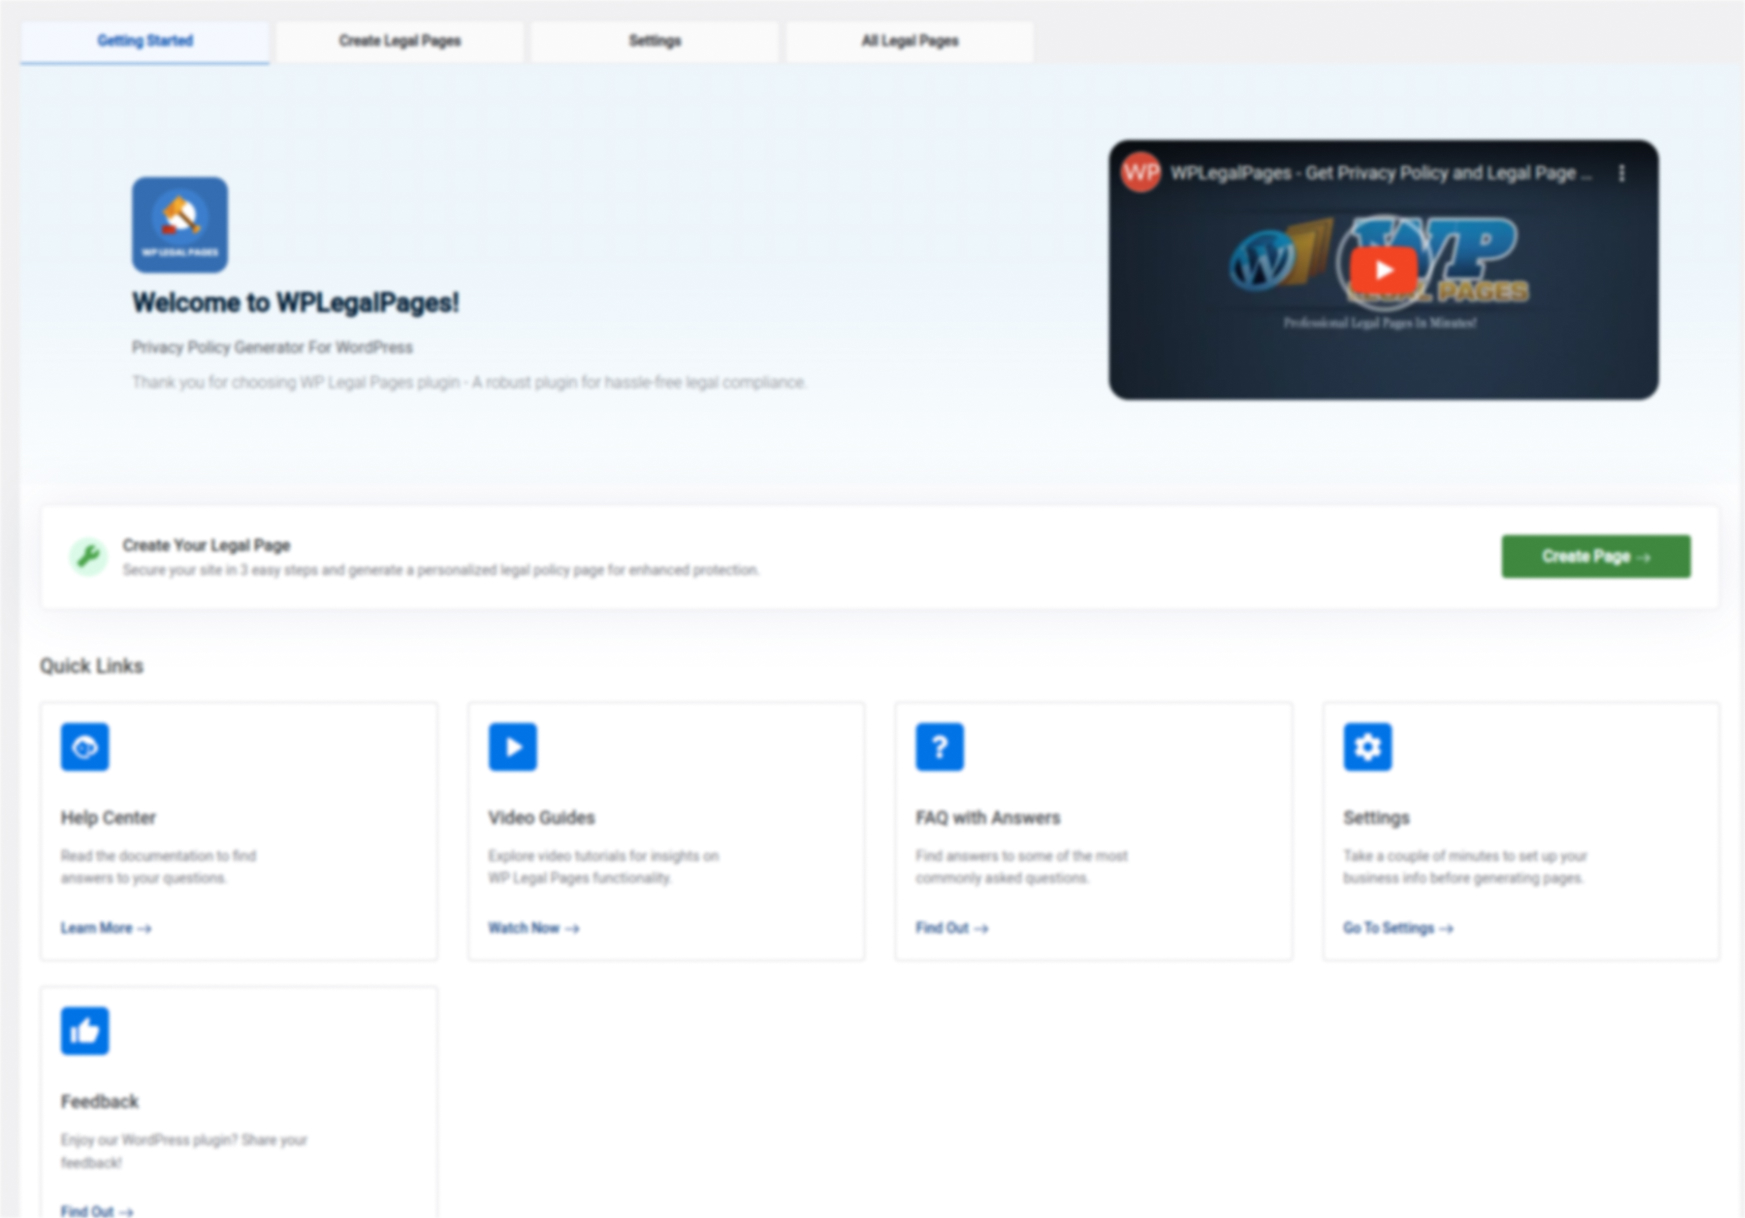 Getting Started
Create Legal Pages
Settings
All Legal Pages
WP LEGAL PAGES
Welcome to WPLegalPages!
Privacy Policy Generator For WordPress
Thank you for choosing WP Legal Pages plugin - A robust plugin for hassle-free legal compliance.
WP WPLegalPages - Get Privacy Policy and Legal Page ...
W WP
PAGES
Professional Legal Pages In Minutes!
Create Your Legal Page
Secure your site in 3 easy steps and generate a personalized legal policy page for enhanced protection.
Create Page →
Quick Links
?
Help Center
Read the documentation to find
answers to your questions.
Learn More →
Video Guides
Explore video tutorials for insights on
WP Legal Pages functionality.
Watch Now →
FAQ with Answers
Find answers to some of the most
commonly asked questions.
Find Out →
Settings
Take a couple of minutes to set up your
business info before generating pages.
Go To Settings →
Feedback
Enjoy our WordPress plugin? Share your
feedback!
Find Out →